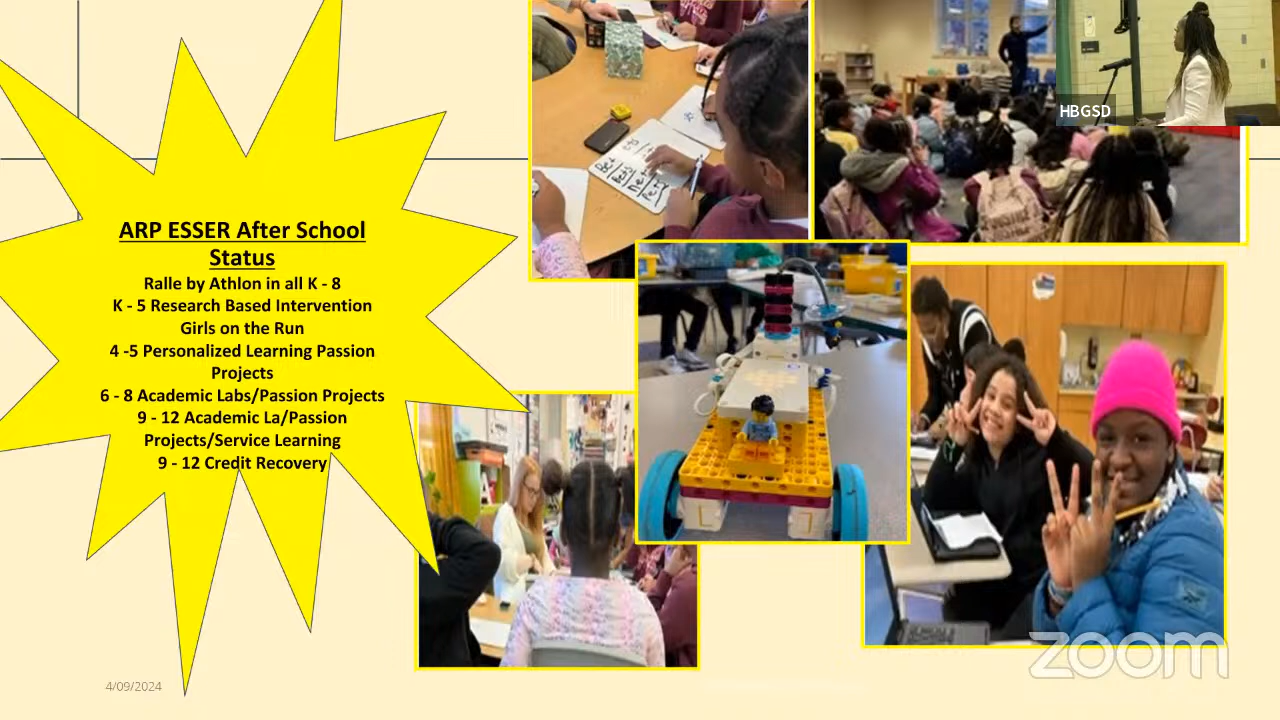 HBGSD
ARP ESSER After School
Status
Ralle by Athlon in all K - 8
K - 5 Research Based Intervention
Girls on the Run
4 -5 Personalized Learning Passion
Projects
6 - 8 Academic Labs/Passion Projects
9 - 12 Academic La/Passion
Projects/Service Learning
9 - 12 Credit Recovery
4/09/2024
zoom